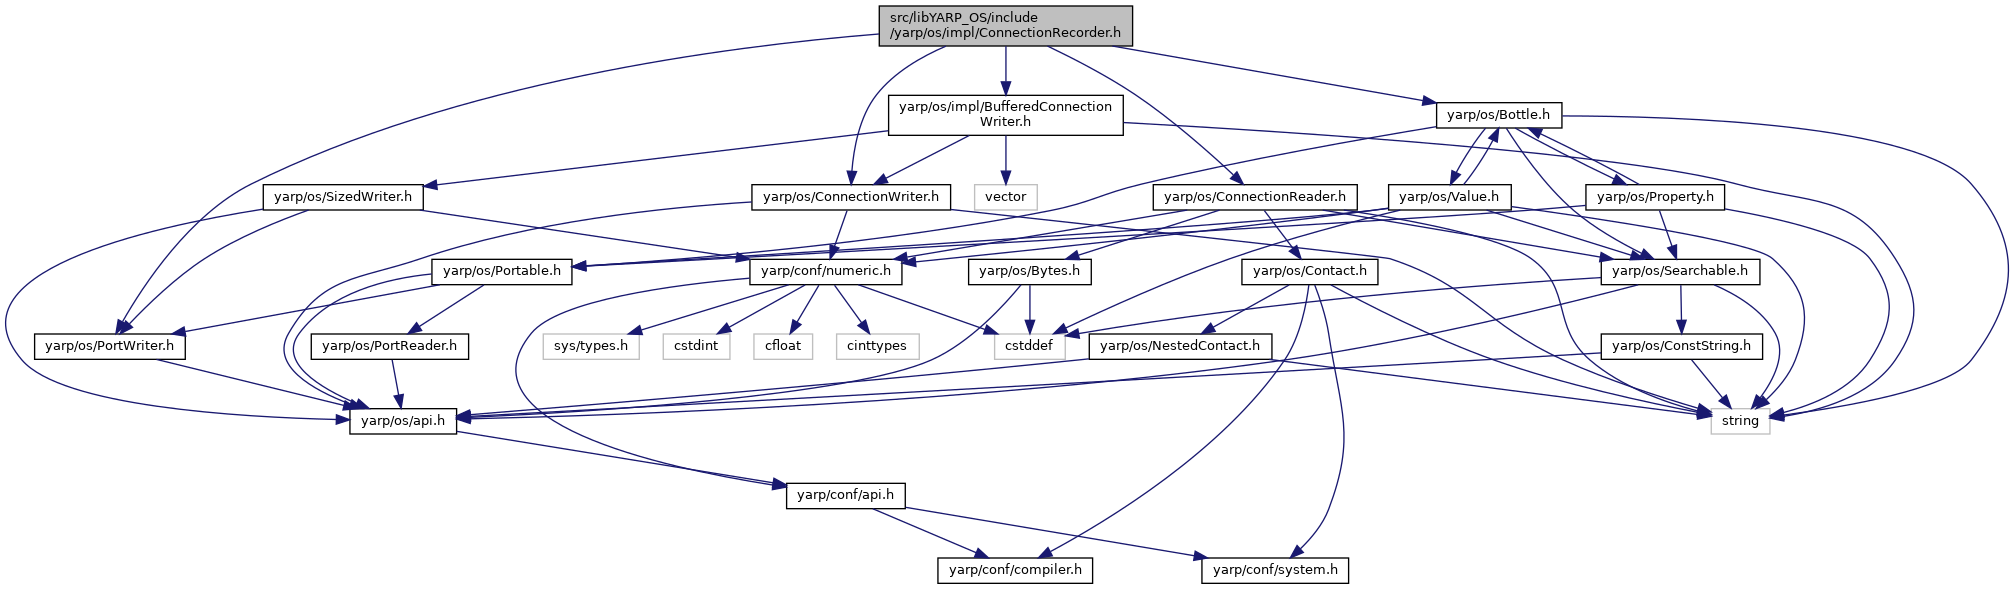 src/libYARP_OS/include
/yarp/os/impl/ConnectionRecorder.h
yarp/os/impl/BufferedConnection
Writer.h
yarp/os/Bottle.h
yarp/os/SizedWriter.h
yarp/os/ConnectionWriter.h
vector
yarp/os/ConnectionReader.h
yarp/os/Value.h
yarp/os/Property.h
yarp/os/Portable.h
yarp/conf/numeric.h
yarp/os/Bytes.h
yarp/os/Contact.h
yarp/os/Searchable.h
yarp/os/PortWriter.h
yarp/os/PortReader.h
sys/types.h
cstdint
cfloat
cinttypes
cstddef
yarp/os/NestedContact.h
yarp/os/ConstString.h
yarp/os/api.h
string
yarp/conf/api.h
yarp/conf/compiler.h
yarp/conf/system.h